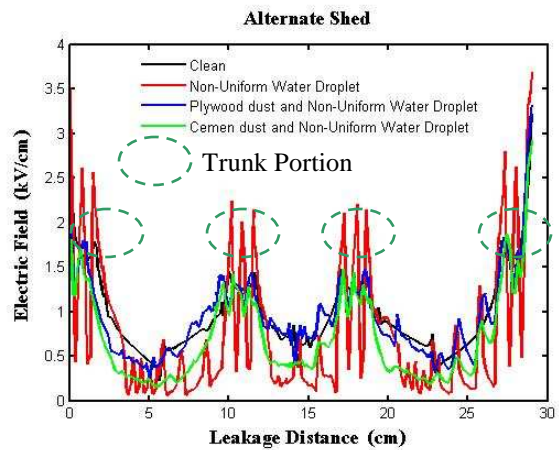 Alternate Shed
4
3.5
3
2.5
2
1.5
1
0.5
0
Electric Field (kV/cm)
Clean
Non-Uniform Water Droplet
Plywood dust and Non-Uniform Water Droplet
Cemen dust and Non-Uniform Water Droplet
Trunk Portion
0 5 10 15 20 25 30
Leakage Distance (cm)